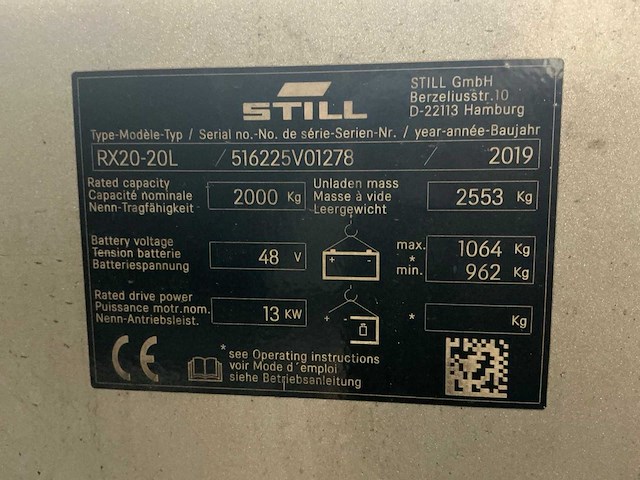 STILL
STILL GmbH
Berzeliusstr.10
D-22113 Hamburg
Type-Modèle-Typ / Serial no.-No. de série-Serien-Nr. / year-année-Baujahr
RX20-20L / 516225V01278 / 2019
Rated capacity
Capacité nominale
Nenn-Tragfähigkeit
2000 Kg
Unladen mass
Masse à vide
Leergewicht
2553 Kg
Battery voltage
Tension batterie
Batteriespannung
48 V
+ -
max. 1064 Kg
*
min. 962 Kg
Rated drive power
Puissance motr.nom.
Nenn-Antriebsleist.
13 KW
+
* Kg
CE
*see Operating instructions
voir Mode d´emploi
siehe Betriebsanleitung